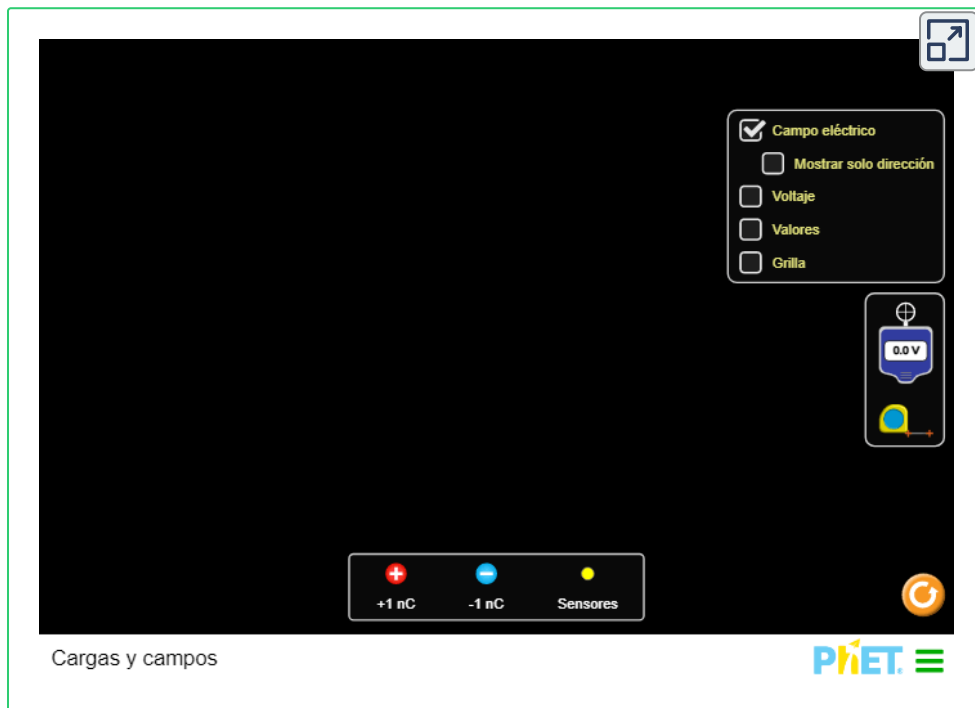 Campo eléctrico
Mostrar solo dirección
Voltaje
Valores
Grilla
0.0 V
+1 nC
-1 nC
Sensores
Cargas y campos
PhET